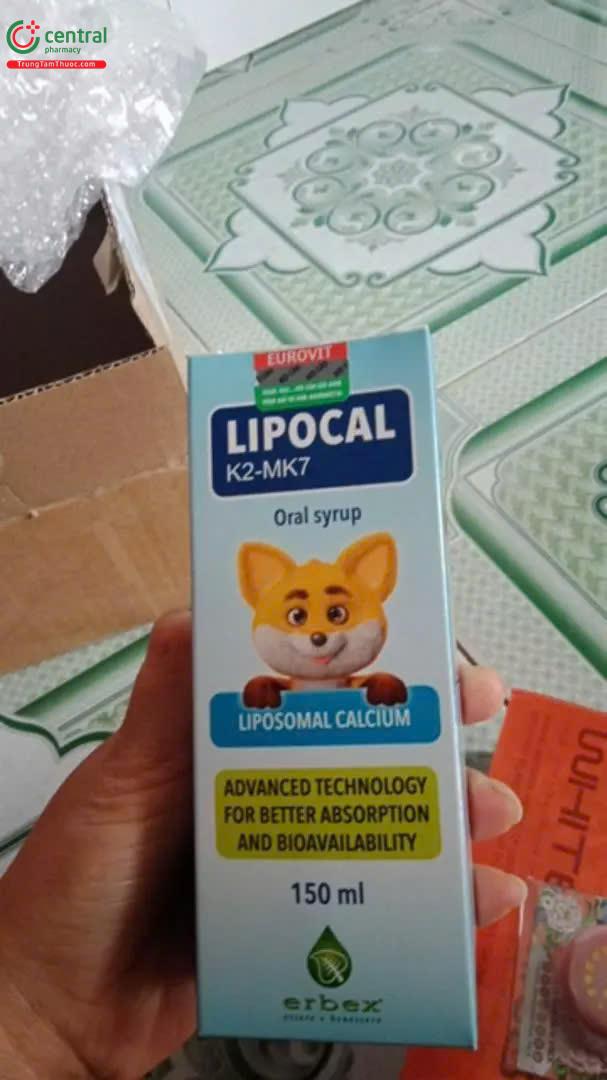 central
pharmacy
TrungTamThuoc.com
EUROVIT
LIPOCAL
K2-MK7
Oral syrup
LIPOSOMAL CALCIUM
ADVANCED TECHNOLOGY
FOR BETTER ABSORPTION
AND BIOAVAILABILITY
150 ml
erbex
WHITE